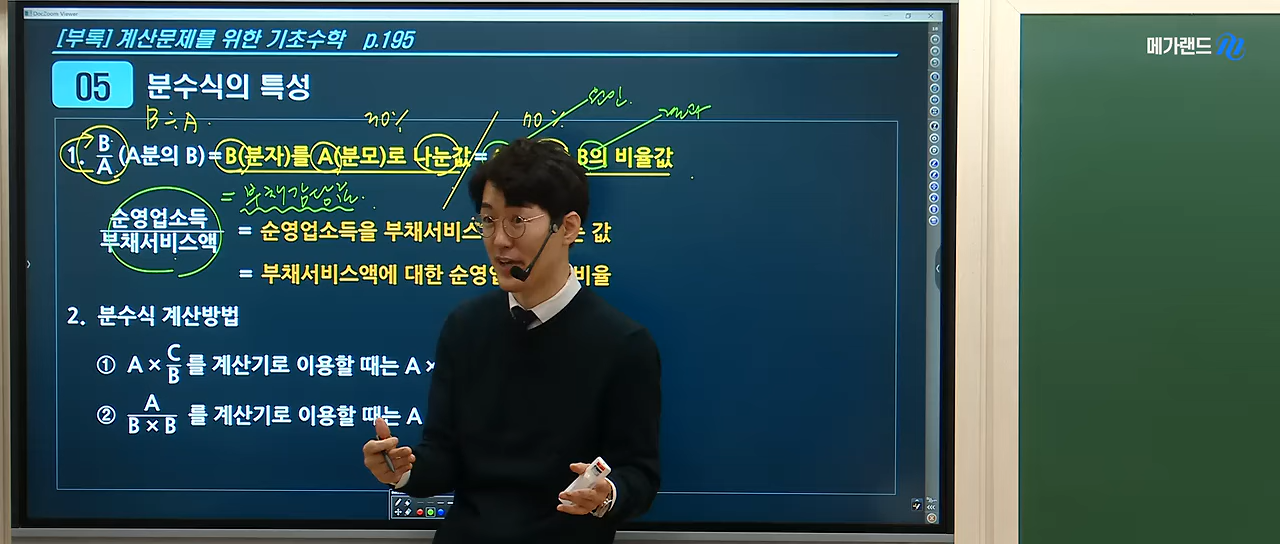 DocZoom Viewer
[부록] 계산문제를 위한 기초수학 p.195
메가랜드
05 분수식의 특성
B÷A
1. B/A (A분의 B) = B(분자)를 A(분모)로 나눈값 = B의 비율값
= 부채감당률
순영업소득/부채서비스액 = 순영업소득을 부채서비스 값
= 부채서비스액에 대한 순영업 비율
2. 분수식 계산방법
① A × C/B 를 계산기로 이용할 때는 A ×
② A/B × B 를 계산기로 이용할 때는 A